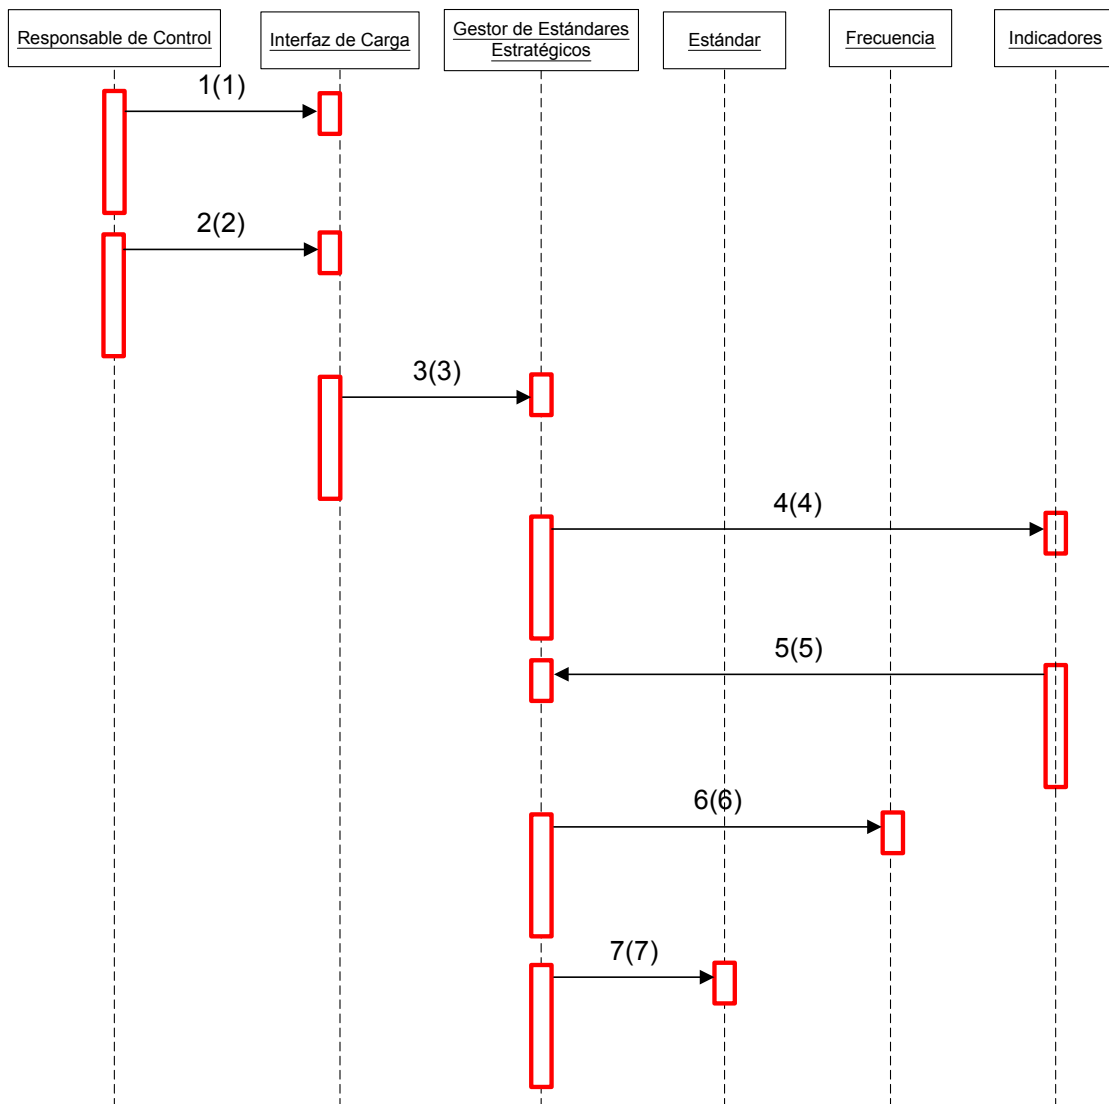 Responsable de Control
Interfaz de Carga
Gestor de Estándares
Estratégicos
Estándar
Frecuencia
Indicadores
1(1)
2(2)
3(3)
4(4)
5(5)
6(6)
7(7)